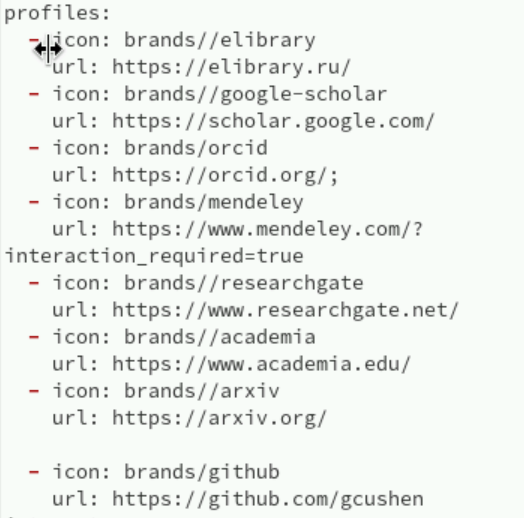 profiles:
- icon: brands//elibrary
url: https://elibrary.ru/
- icon: brands//google-scholar
url: https://scholar.google.com/
- icon: brands/orcid
url: https://orcid.org/;
- icon: brands/mendeley
url: https://www.mendeley.com/?
interaction_required=true
- icon: brands//researchgate
url: https://www.researchgate.net/
- icon: brands//academia
url: https://www.academia.edu/
- icon: brands//arxiv
url: https://arxiv.org/
- icon: brands/github
url: https://github.com/gcushen